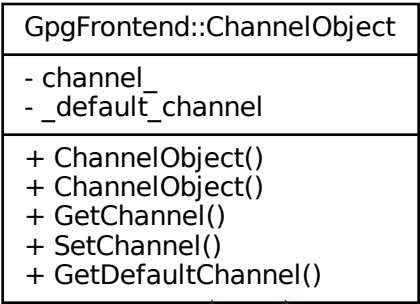 GpgFrontend::ChannelObject
- channel_
- _default_channel
+ ChannelObject()
+ ChannelObject()
+ GetChannel()
+ SetChannel()
+ GetDefaultChannel()